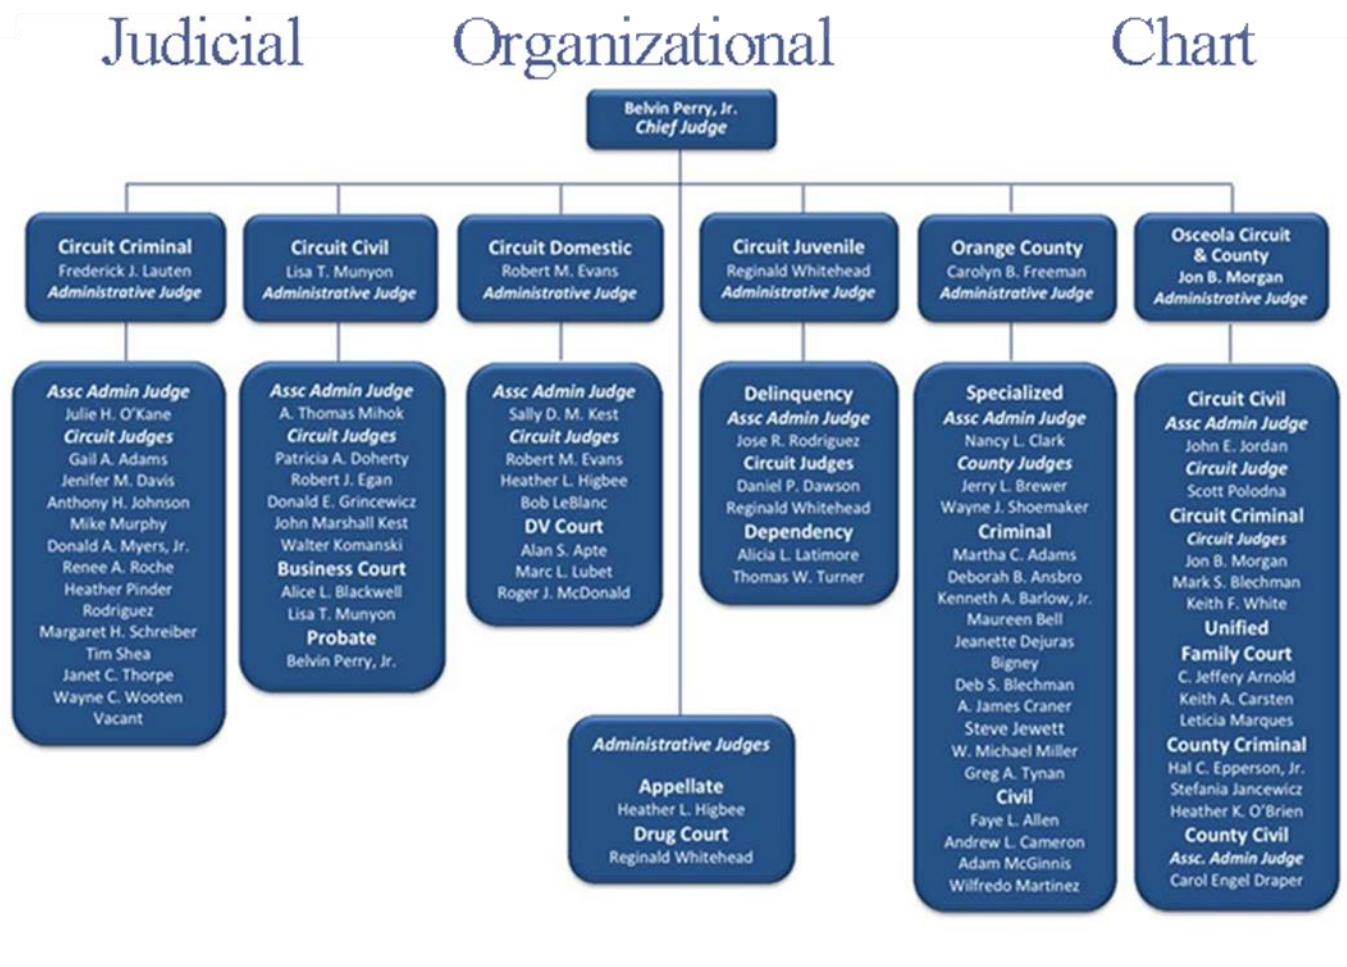 Judicial Organizational Chart
Belvin Perry, Jr.
Chief Judge
Circuit Criminal
Frederick J. Lauten
Administrative Judge
Circuit Civil
Lisa T. Munyon
Administrative Judge
Circuit Domestic
Robert M. Evans
Administrative Judge
Circuit Juvenile
Reginald Whitehead
Administrative Judge
Orange County
Carolyn B. Freeman
Administrative Judge
Osceola Circuit
& County
Jon B. Morgan
Administrative Judge
Assc Admin Judge
Julie H. O'Kane
Circuit Judges
Gail A. Adams
Jenifer M. Davis
Anthony H. Johnson
Mike Murphy
Donald A. Myers, Jr.
Renee A. Roche
Heather Pinder
Rodriguez
Margaret H. Schreiber
Tim Shea
Janet C. Thorpe
Wayne C. Wooten
Vacant
Assc Admin Judge
A. Thomas Mihok
Circuit Judges
Patricia A. Doherty
Robert J. Egan
Donald E. Grincewicz
John Marshall Kest
Walter Komanski
Business Court
Alice L. Blackwell
Lisa T. Munyon
Probate
Belvin Perry, Jr.
Assc Admin Judge
Sally D. M. Kest
Circuit Judges
Robert M. Evans
Heather L. Higbee
Bob LeBlanc
DV Court
Alan S. Apte
Marc L. Lubet
Roger J. McDonald
Delinquency
Assc Admin Judge
Jose R. Rodriguez
Circuit Judges
Daniel P. Dawson
Reginald Whitehead
Dependency
Alicia L. Latimore
Thomas W. Turner
Specialized
Assc Admin Judge
Nancy L. Clark
County Judges
Jerry L. Brewer
Wayne J. Shoemaker
Criminal
Martha C. Adams
Deborah B. Ansbro
Kenneth A. Barlow, Jr.
Maureen Bell
Jeanette Dejuras
Bigney
Deb S. Blechman
A. James Craner
Steve Jewett
W. Michael Miller
Greg A. Tynan
Civil
Faye L. Allen
Andrew L. Cameron
Adam McGinnis
Wilfredo Martinez
Circuit Civil
Assc Admin Judge
John E. Jordan
Circuit Judge
Scott Polodna
Circuit Criminal
Circuit Judges
Jon B. Morgan
Mark S. Blechman
Keith F. White
Unified
Family Court
C. Jeffery Arnold
Keith A. Carsten
Leticia Marques
County Criminal
Hal C. Epperson, Jr.
Stefania Jancewicz
Heather K. O'Brien
County Civil
Assc. Admin Judge
Carol Engel Draper
Administrative Judges
Appellate
Heather L. Higbee
Drug Court
Reginald Whitehead